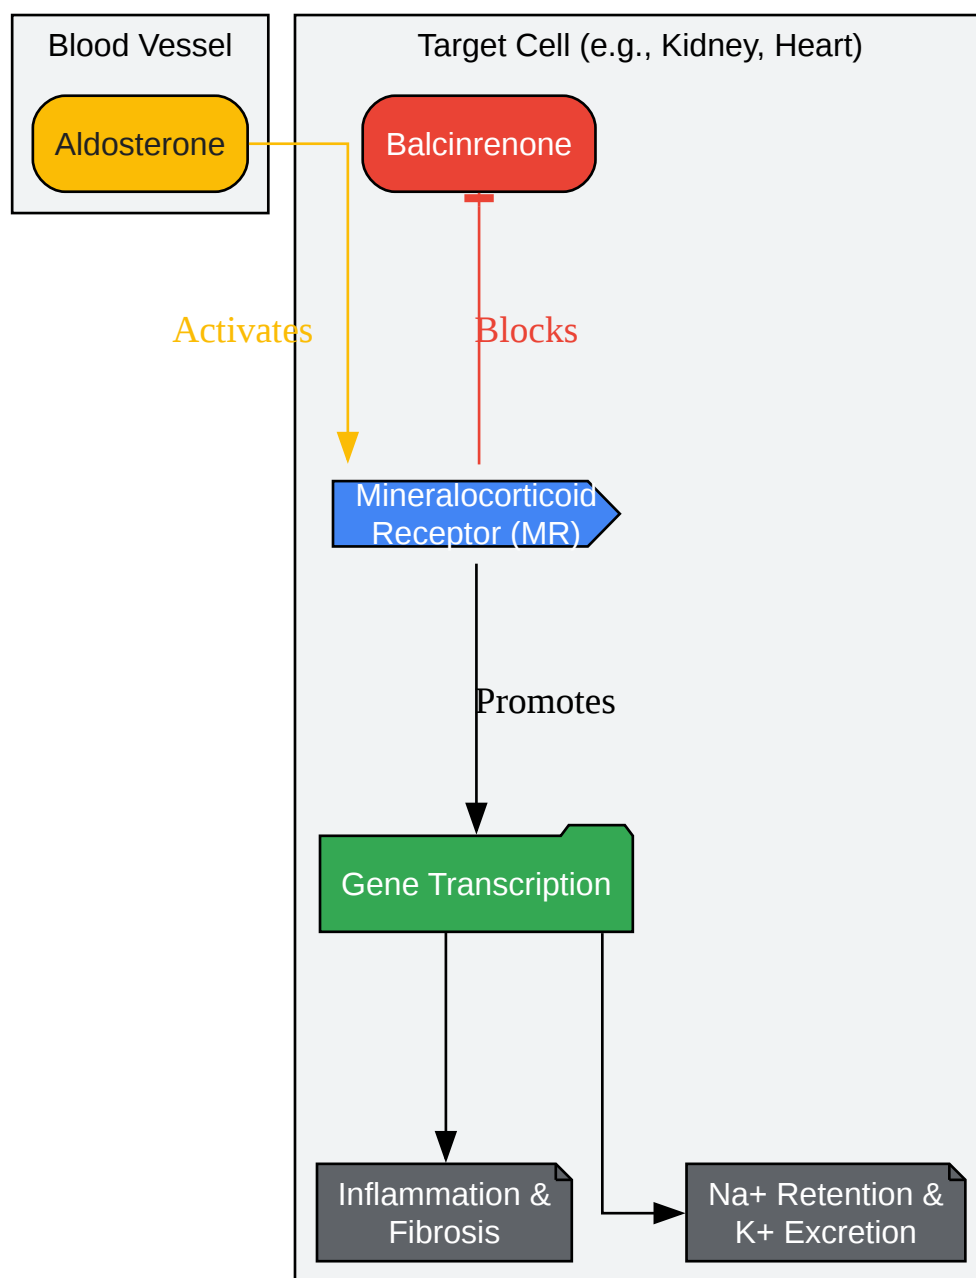 Blood Vessel
Target Cell (e.g., Kidney, Heart)
Aldosterone
Balcinrenone
Activates
Blocks
Mineralocorticoid
Receptor (MR)
Promotes
Gene Transcription
Inflammation &
Fibrosis
Na+ Retention &
K+ Excretion